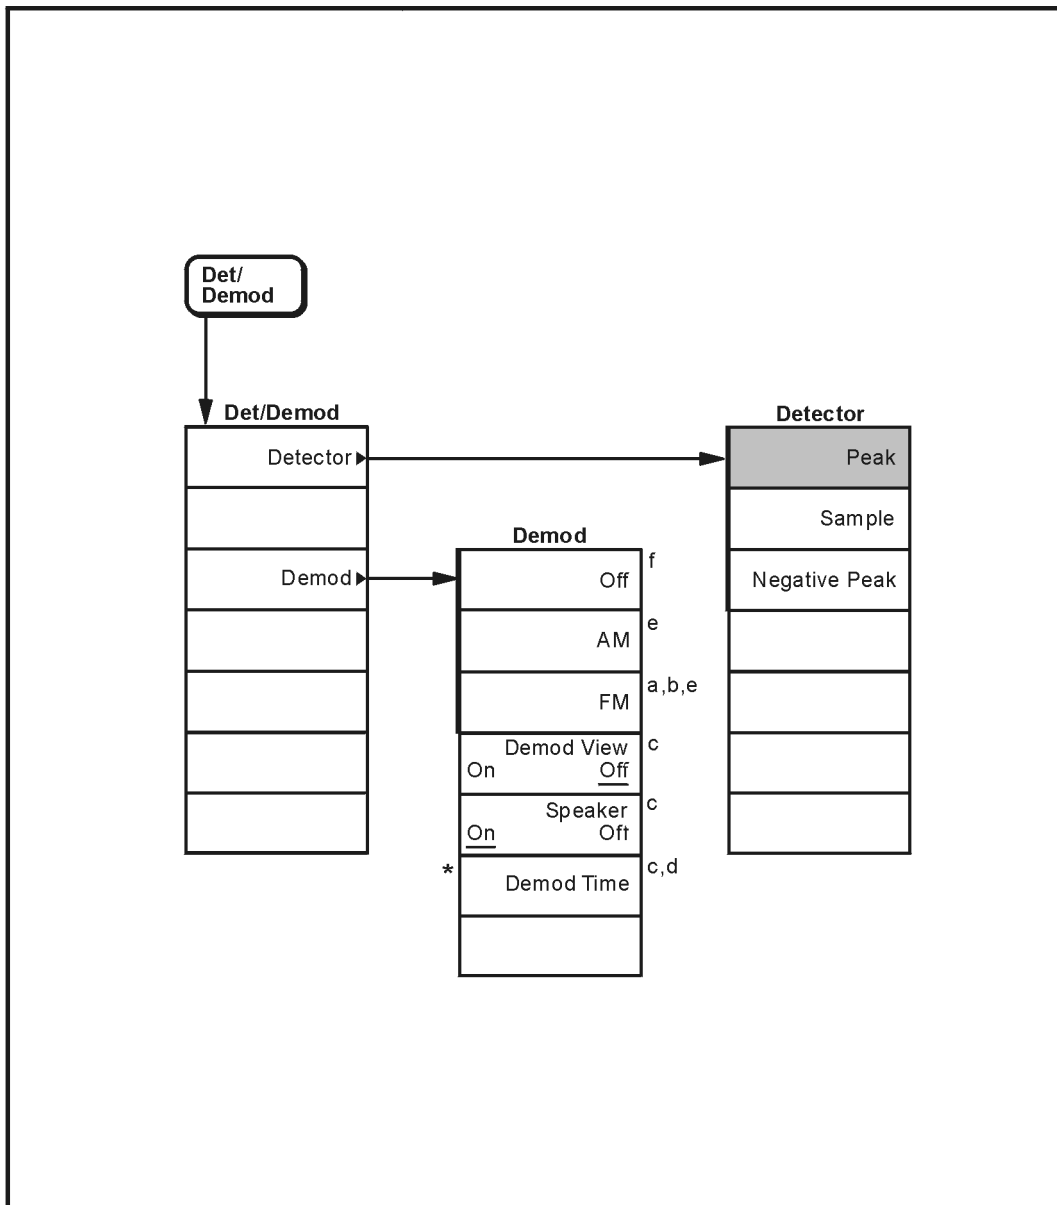 Det/
Demod
Det/Demod
Detector
Demod
Demod
Off f
AM e
FM a,b,e
Demod View c
On Off
Speaker c
On Oft
* Demod Time c,d
Detector
Peak
Sample
Negative Peak